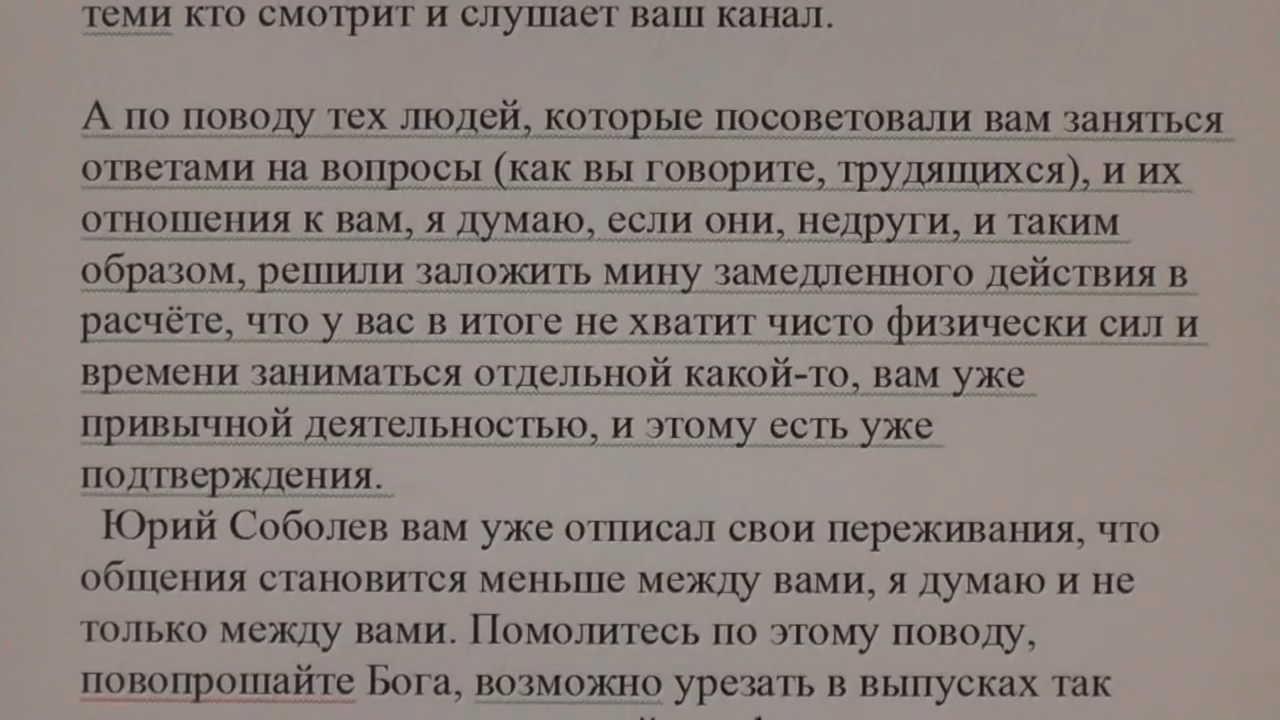 теми кто смотрит и слушает ваш канал.
А по поводу тех людей, которые посоветовали вам заняться
ответами на вопросы (как вы говорите, трудящихся), и их
отношения к вам, я думаю, если они, недруги, и таким
образом, решили заложить мину замедленного действия в
расчёте, что у вас в итоге не хватит чисто физически сил и
времени заниматься отдельной какой-то, вам уже
привычной деятельностью, и этому есть уже
подтверждения.
Юрий Соболев вам уже отписал свои переживания, что
общения становится меньше между вами, я думаю и не
только между вами. Помолитесь по этому поводу,
повопрошайте Бога, возможно урезать в выпусках так